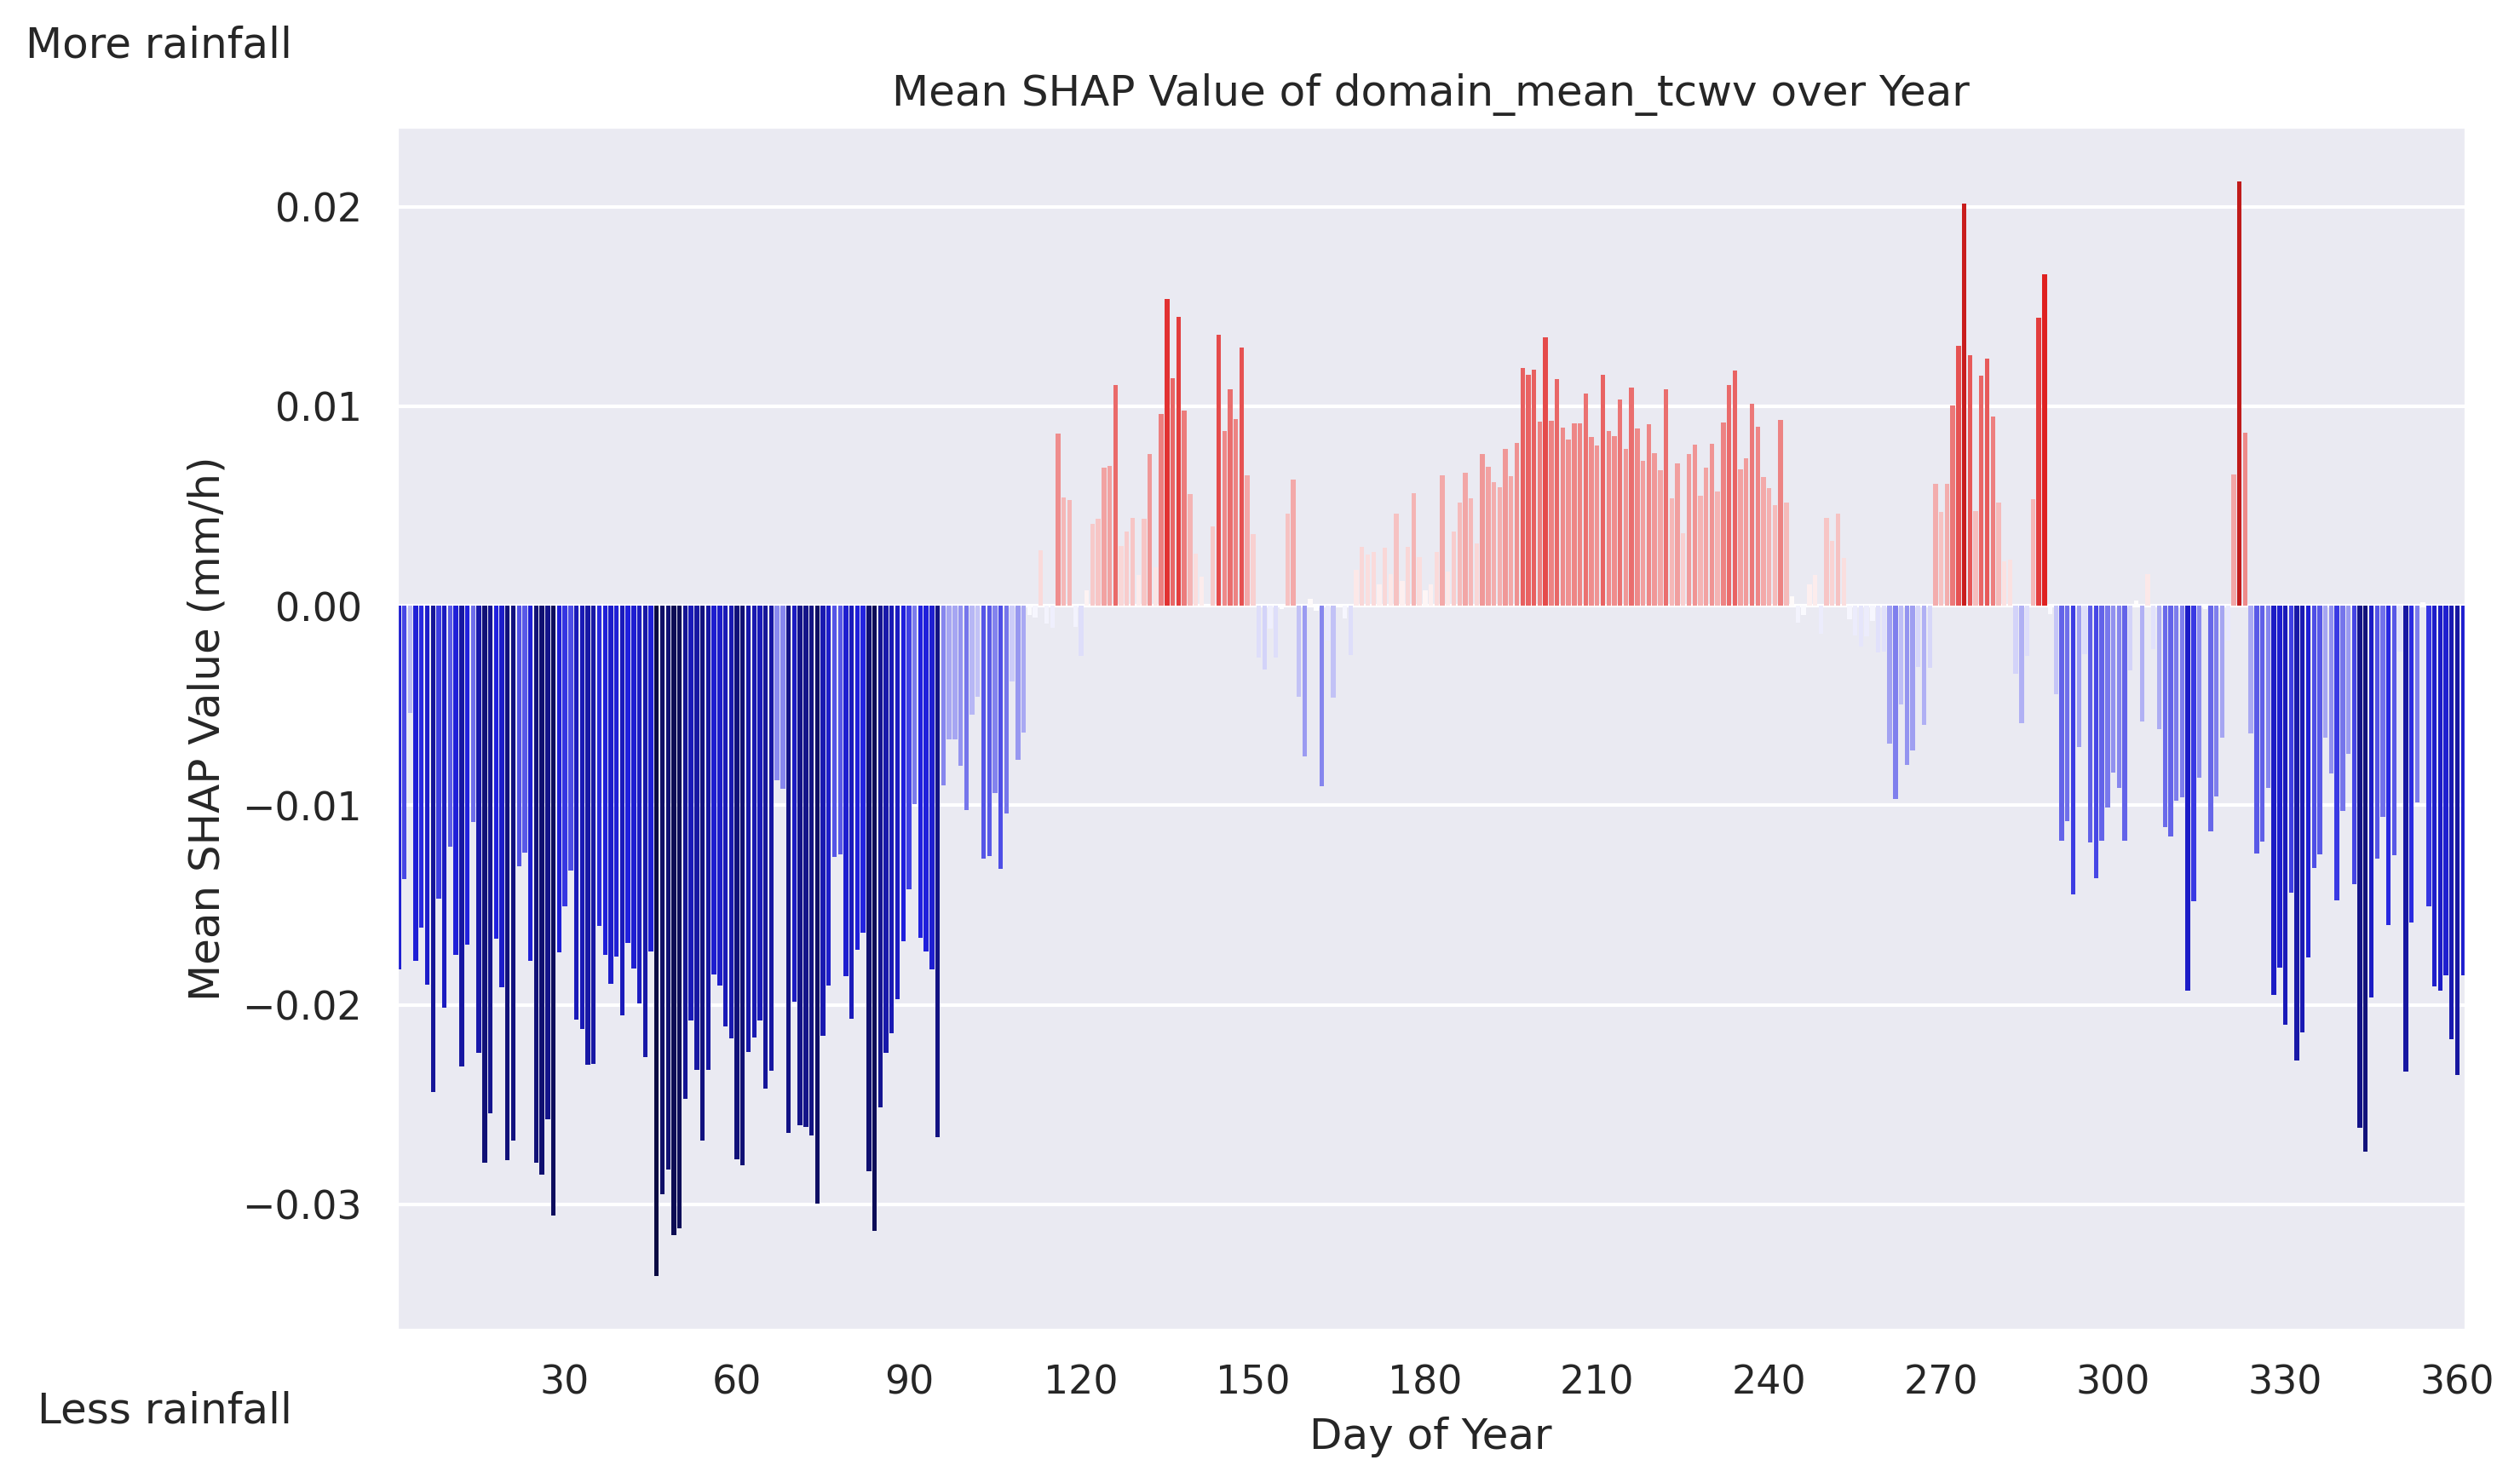 More rainfall
Mean SHAP Value of domain_mean_tcwv over Year
Mean SHAP Value (mm/h)
0.02
0.01
0.00
−0.01
−0.02
−0.03
30 60 90 120 150 180 210 240 270 300 330 360
Less rainfall
Day of Year